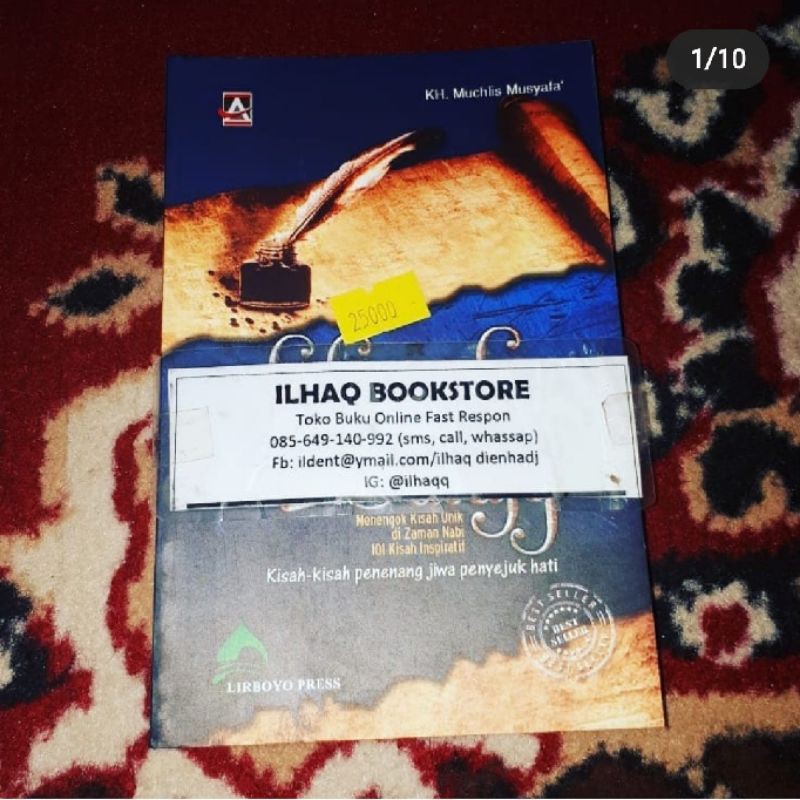 1/10
KH. Muchlis Musyafa'
A
25000
ILHAQ BOOKSTORE
Toko Buku Online Fast Respon
085-649-140-992 (sms, call, whassap)
Fb: ildent@ymail.com/ilhaq dienhadj
IG: @ilhaqq
Menengok Kisah Unik
di Zaman Nabi
101 Kisah Inspiratif
Kisah-kisah penenang jiwa penyejuk hati
BEST SELLER
BEST
SELLER
LIRBOYO PRESS